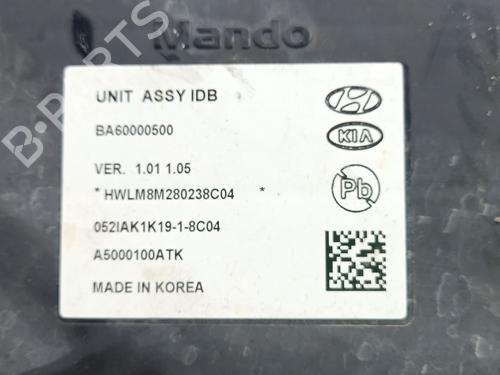 Mando
UNIT ASSY IDB
BA60000500
KIA
VER. 1.01 1.05
*HWLM8M280238C04 *
Pb
052IAK1K19-1-8C04
A5000100ATK
MADE IN KOREA